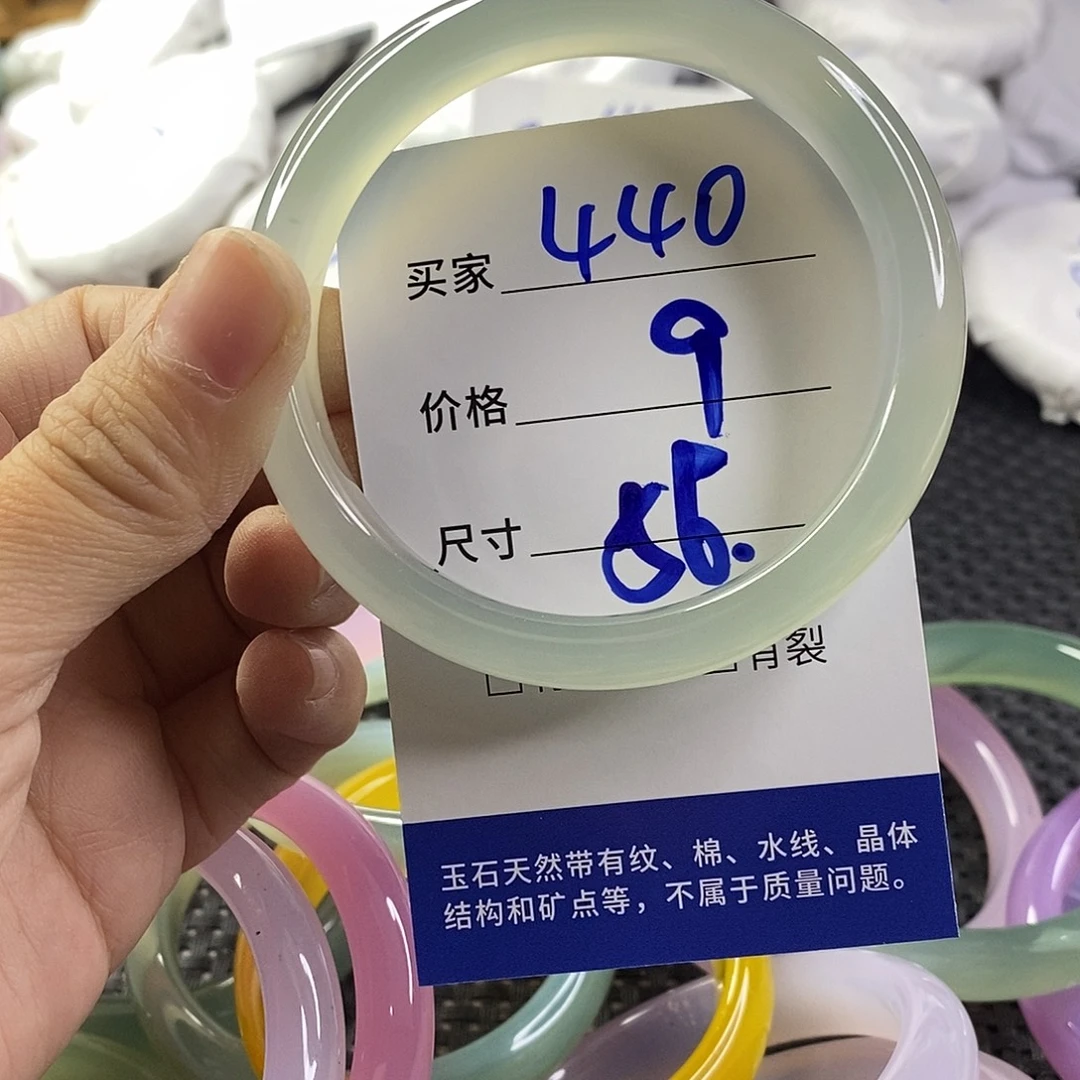 买家 440
价格 9
尺寸 56.
有裂
玉石天然带有纹、棉、水线、晶体
结构和矿点等，不属于质量问题。